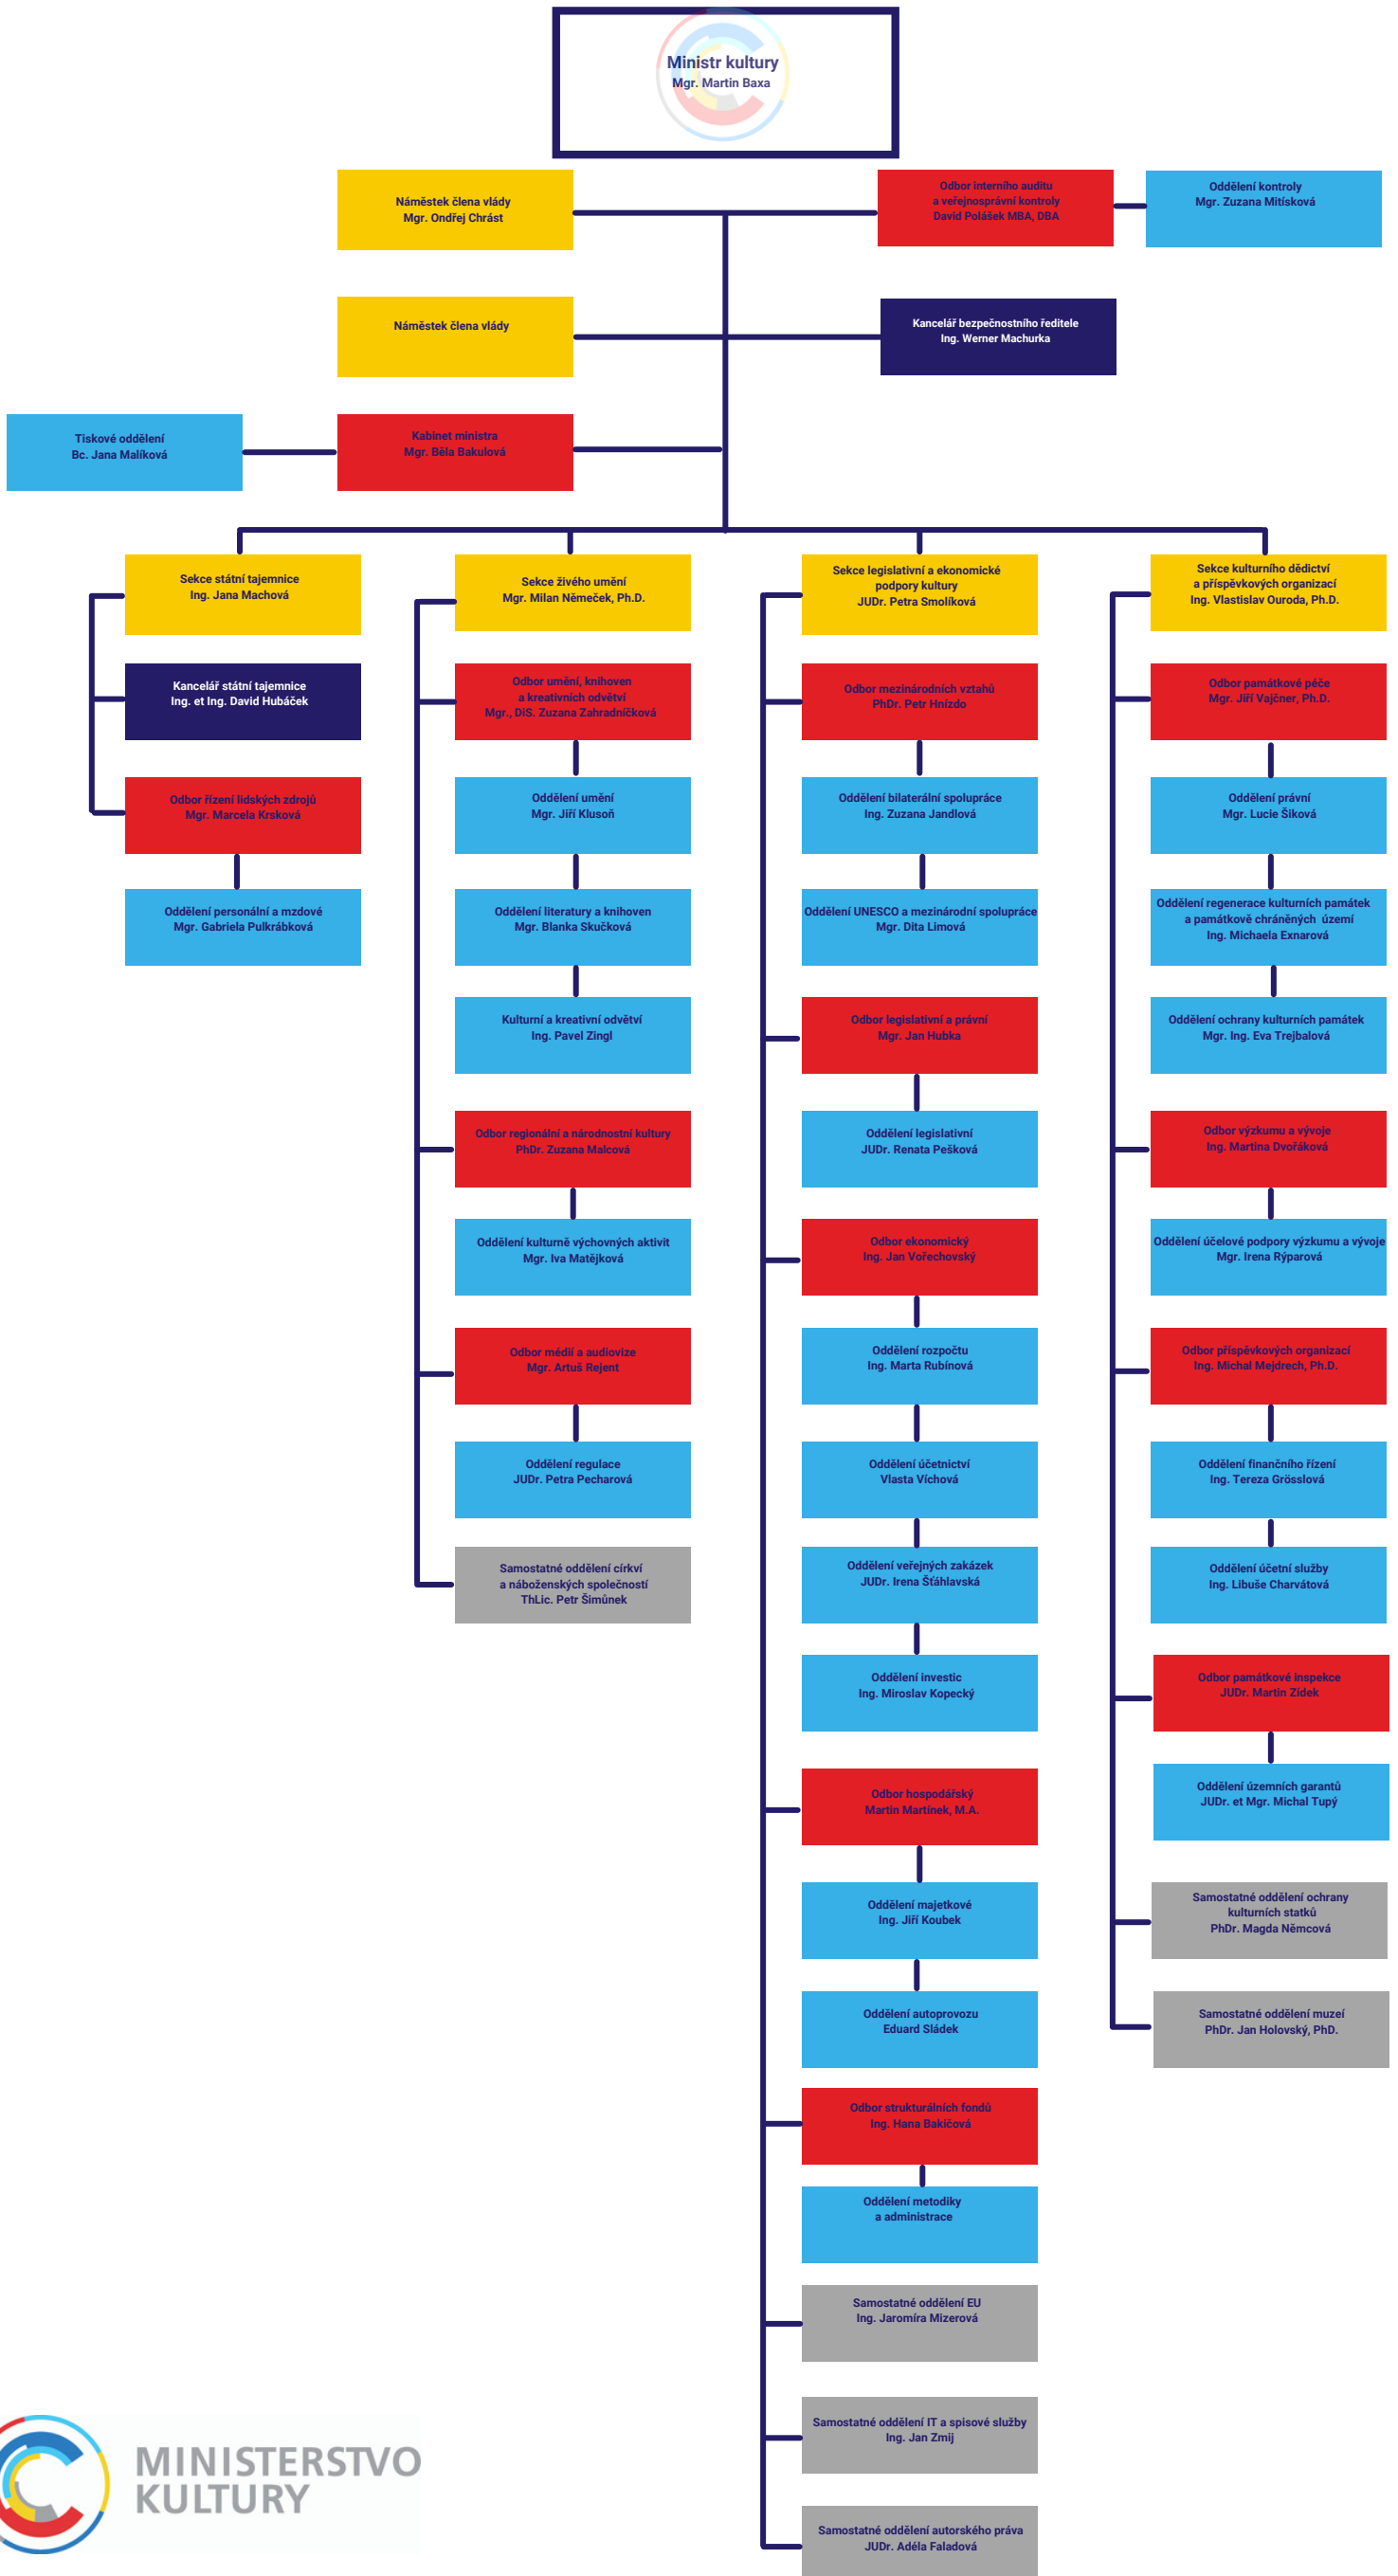 Ministr kultury
Mgr. Martin Baxa
Náměstek člena vlády
Mgr. Ondřej Chrást
Odbor interního auditu
a veřejnosprávní kontroly
David Polášek MBA, DBA
Oddělení kontroly
Mgr. Zuzana Mitísková
Náměstek člena vlády
Kancelář bezpečnostního ředitele
Ing. Werner Machurka
Tiskové oddělení
Bc. Jana Malíková
Kabinet ministra
Mgr. Běla Bakulová
Sekce státní tajemnice
Ing. Jana Machová
Kancelář státní tajemnice
Ing. et Ing. David Hubáček
Odbor řízení lidských zdrojů
Mgr. Marcela Krsková
Oddělení personální a mzdové
Mgr. Gabriela Pulkrábková
Sekce živého umění
Mgr. Milan Němeček, Ph.D.
Odbor umění, knihoven
a kreativních odvětví
Mgr., DiS. Zuzana Zahradníčková
Oddělení umění
Mgr. Jiří Klusoň
Oddělení literatury a knihoven
Mgr. Blanka Skučková
Kulturní a kreativní odvětví
Ing. Pavel Zingl
Odbor regionální a národnostní kultury
PhDr. Zuzana Malcová
Oddělení kulturně výchovných aktivit
Mgr. Iva Matějková
Odbor médií a audiovize
Mgr. Artuš Rejent
Oddělení regulace
JUDr. Petra Pecharová
Samostatné oddělení církví
a náboženských společností
ThLic. Petr Šimůnek
Sekce legislativní a ekonomické
podpory kultury
JUDr. Petra Smolíková
Odbor mezinárodních vztahů
PhDr. Petr Hnízdo
Oddělení bilaterální spolupráce
Ing. Zuzana Jandlová
Oddělení UNESCO a mezinárodní spolupráce
Mgr. Dita Limová
Odbor legislativní a právní
Mgr. Jan Hubka
Oddělení legislativní
JUDr. Renata Pešková
Odbor ekonomický
Ing. Jan Vořechovský
Oddělení rozpočtu
Ing. Marta Rubínová
Oddělení účetnictví
Vlasta Víchová
Oddělení veřejných zakázek
JUDr. Irena Šťáhlavská
Oddělení investic
Ing. Miroslav Kopecký
Odbor hospodářský
Martin Martinek, M.A.
Oddělení majetkové
Ing. Jiří Koubek
Oddělení autoprovozu
Eduard Sládek
Odbor strukturálních fondů
Ing. Hana Bakičová
Oddělení metodiky
a administrace
Samostatné oddělení EU
Ing. Jaromíra Mizerová
Samostatné oddělení IT a spisové služby
Ing. Jan Zmij
Samostatné oddělení autorského práva
JUDr. Adéla Faladová
Sekce kulturního dědictví
a příspěvkových organizací
Ing. Vlastislav Ouroda, Ph.D.
Odbor památkové péče
Mgr. Jiří Vajčner, Ph.D.
Oddělení právní
Mgr. Lucie Šiková
Oddělení regenerace kulturních památek
a památkově chráněných území
Ing. Michaela Exnarová
Oddělení ochrany kulturních památek
Mgr. Ing. Eva Trejbalová
Odbor výzkumu a vývoje
Ing. Martina Dvořáková
Oddělení účelové podpory výzkumu a vývoje
Mgr. Irena Rýparová
Odbor příspěvkových organizací
Ing. Michal Mejdrech, Ph.D.
Oddělení finančního řízení
Ing. Tereza Grösslová
Oddělení účetní služby
Ing. Libuše Charvátová
Odbor památkové inspekce
JUDr. Martin Zídek
Oddělení územních garantů
JUDr. et Mgr. Michal Tupý
Samostatné oddělení ochrany
kulturních statků
PhDr. Magda Němcová
Samostatné oddělení muzeí
PhDr. Jan Holovský, PhD.
MINISTERSTVO
KULTURY